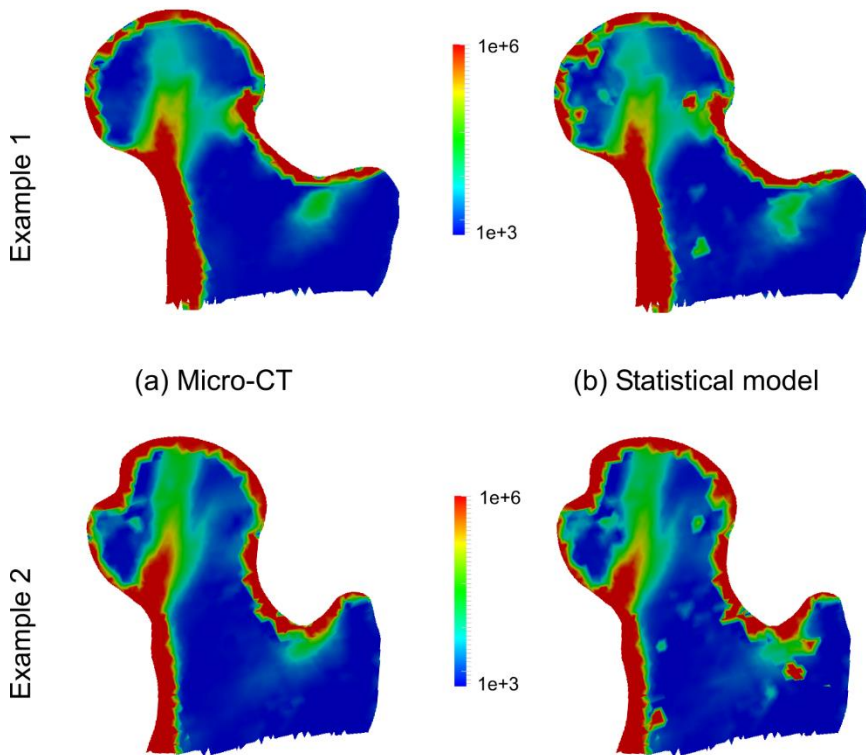 Example 1
1e+6
1e+3
(a) Micro-CT
(b) Statistical model
Example 2
1e+6
1e+3